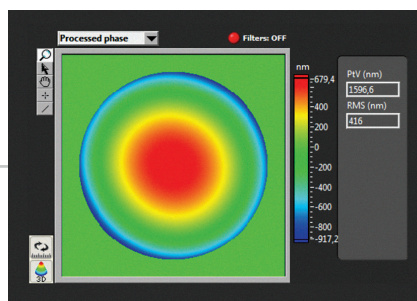 Processed phase
Filters: OFF
nm
679,4
400
200
0
-200
-400
-600
-800
-917,2
PtV (nm)
1596,6
RMS (nm)
416
3D